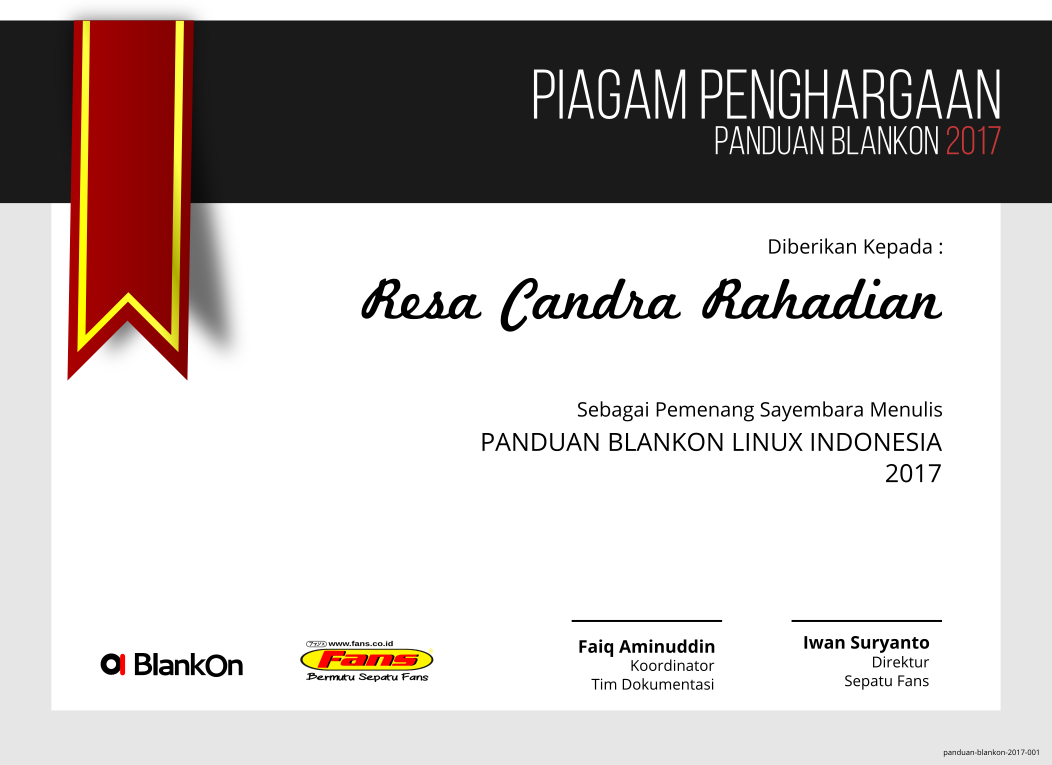 PIAGAM PENGHARGAAN
PANDUAN BLANKON 2017
Diberikan Kepada :
Resa Candra Rahadian
Sebagai Pemenang Sayembara Menulis
PANDUAN BLANKON LINUX INDONESIA
2017
BlankOn
www.fans.co.id
Fans
Bermutu Sepatu Fans
Faiq Aminuddin
Koordinator
Tim Dokumentasi
Iwan Suryanto
Direktur
Sepatu Fans
panduan-blankon-2017-001